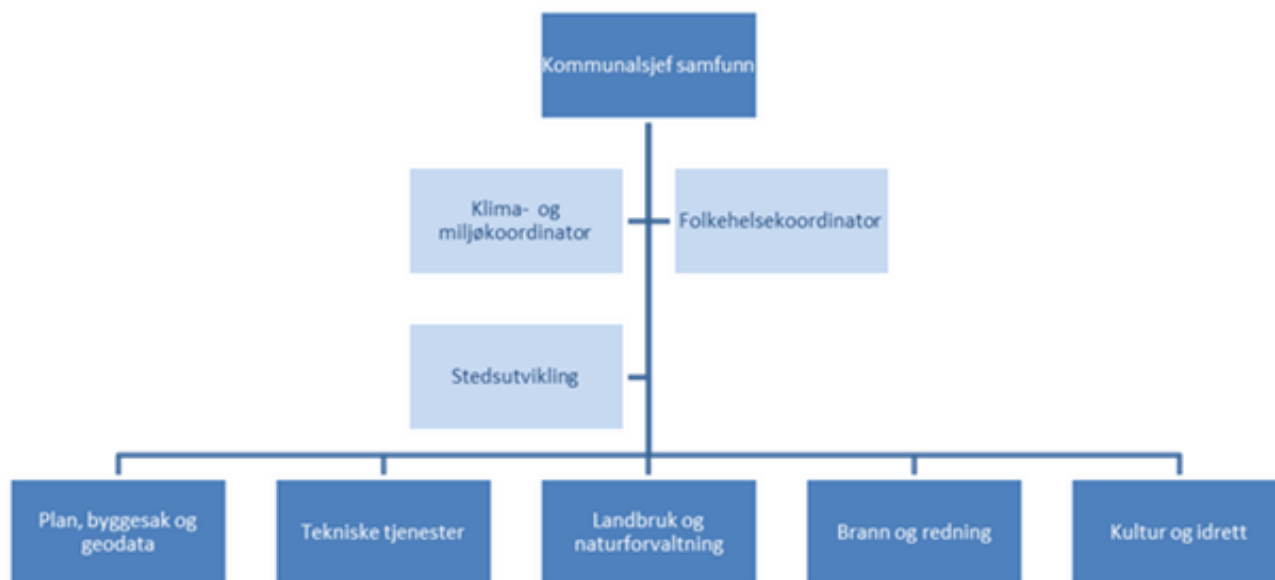 Kommunalsjef samfunn
Klima- og
miljøkoordinator
Folkehelsekoordinator
Stedsutvikling
Plan, byggesak og
geodata
Tekniske tjenester
Landbruk og
naturforvaltning
Brann og redning
Kultur og idrett